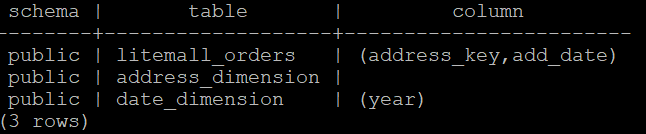 schema | table | column
--------+-------------------+-------------------------
public | litemall_orders | (address_key,add_date)
public | address_dimension |
public | date_dimension | (year)
(3 rows)